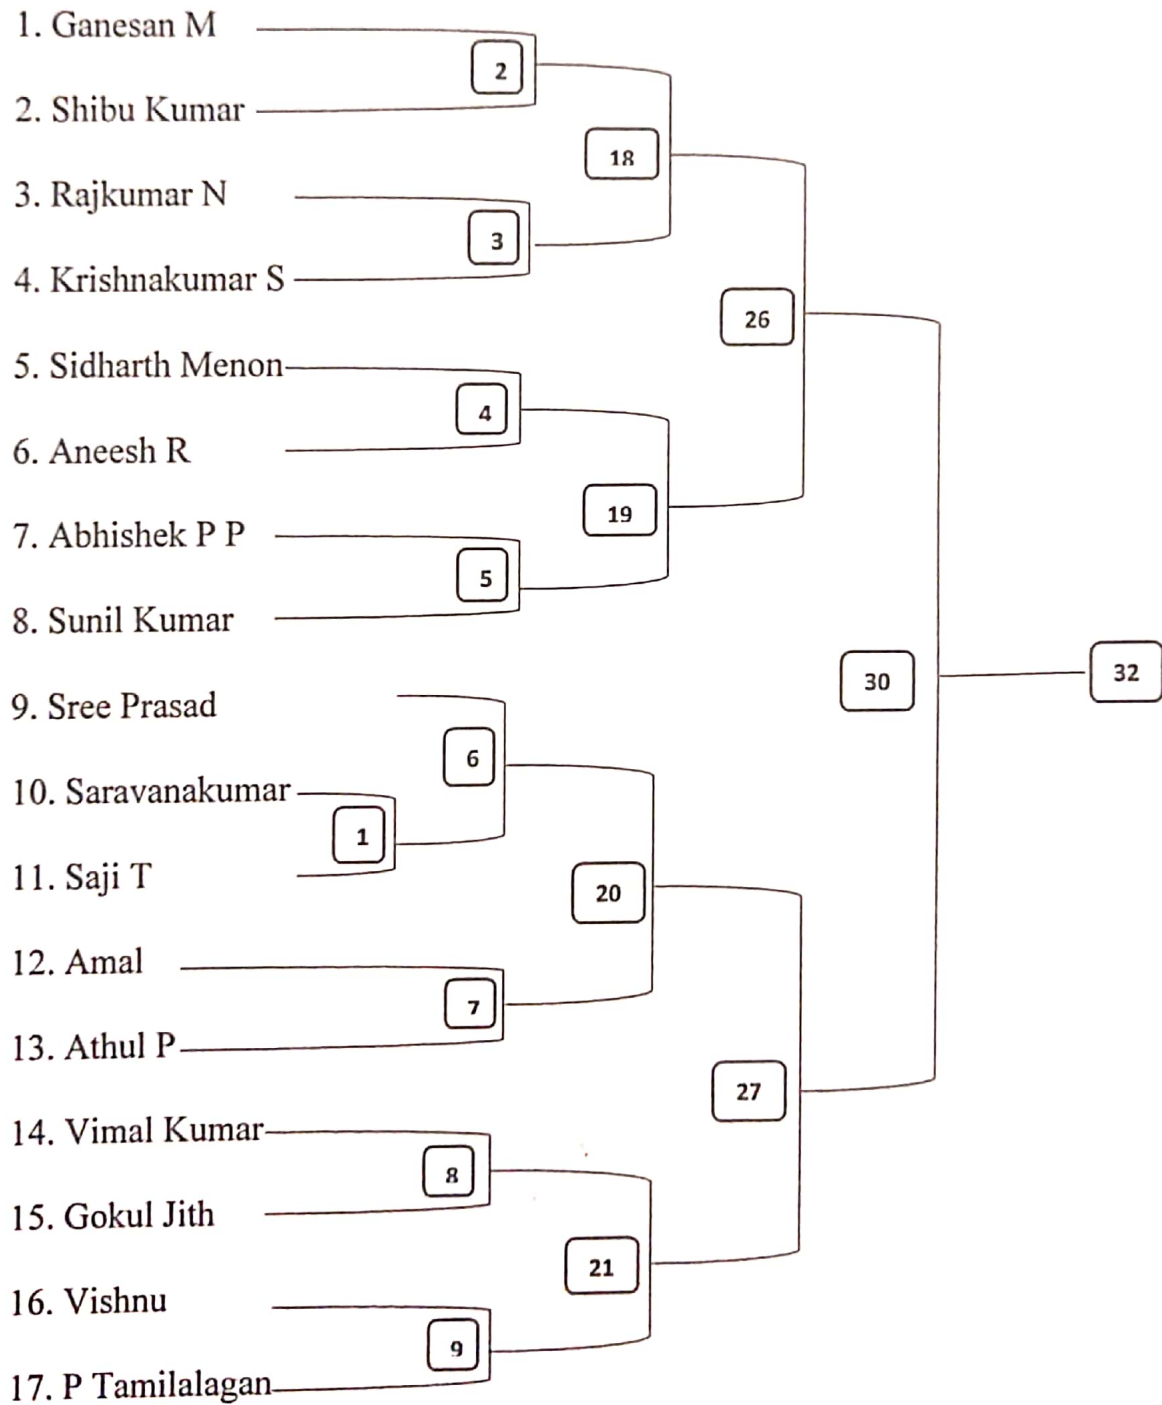 1. Ganesan M
2
2. Shibu Kumar
18
3. Rajkumar N
3
4. Krishnakumar S
26
5. Sidharth Menon
4
6. Aneesh R
19
7. Abhishek P P
5
8. Sunil Kumar
30
32
9. Sree Prasad
6
10. Saravanakumar
1
11. Saji T
20
12. Amal
7
13. Athul P
27
14. Vimal Kumar
8
15. Gokul Jith
21
16. Vishnu
9
17. P Tamilalagan